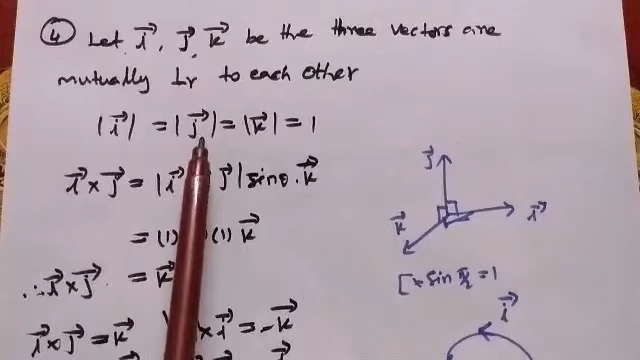 ④ Let i⃗, j⃗, k⃗ be the three vectors are
mutually ⊥r to each other
|i⃗| = |j⃗| = |k⃗| = 1
i⃗ × j⃗ = |i⃗ j⃗| sinθ . k⃗
= (1) (1) k⃗
∴ i⃗ × j⃗ = k⃗
i⃗ × j⃗ = k⃗
× i⃗ = -k⃗
j⃗
k⃗
i⃗
[∵ sin π/2 = 1
i⃗
j⃗